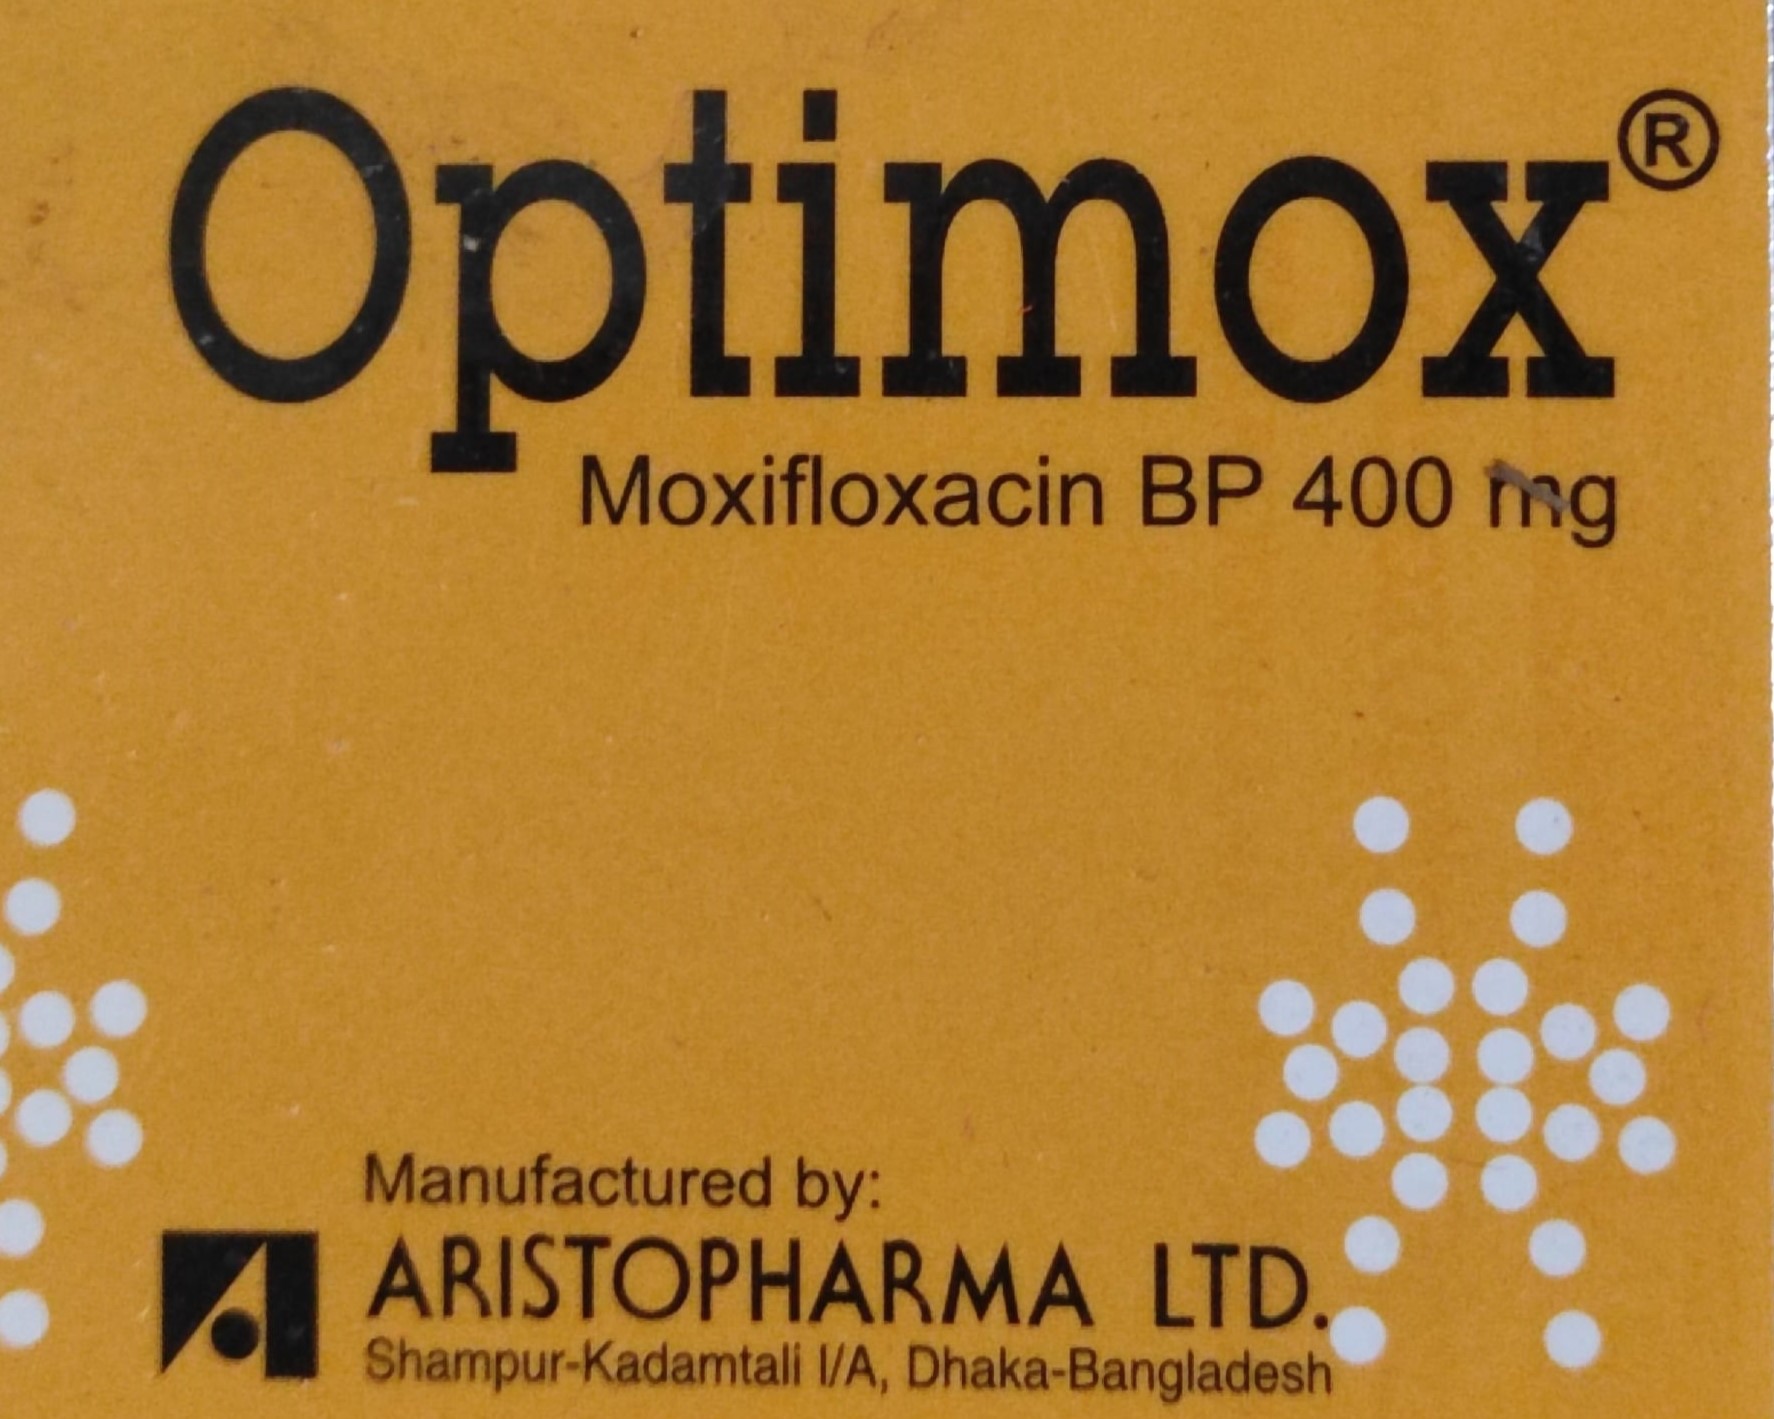 Optimox®
Moxifloxacin BP 400 mg
Manufactured by:
ARISTOPHARMA LTD.
Shampur-Kadamtali I/A, Dhaka-Bangladesh